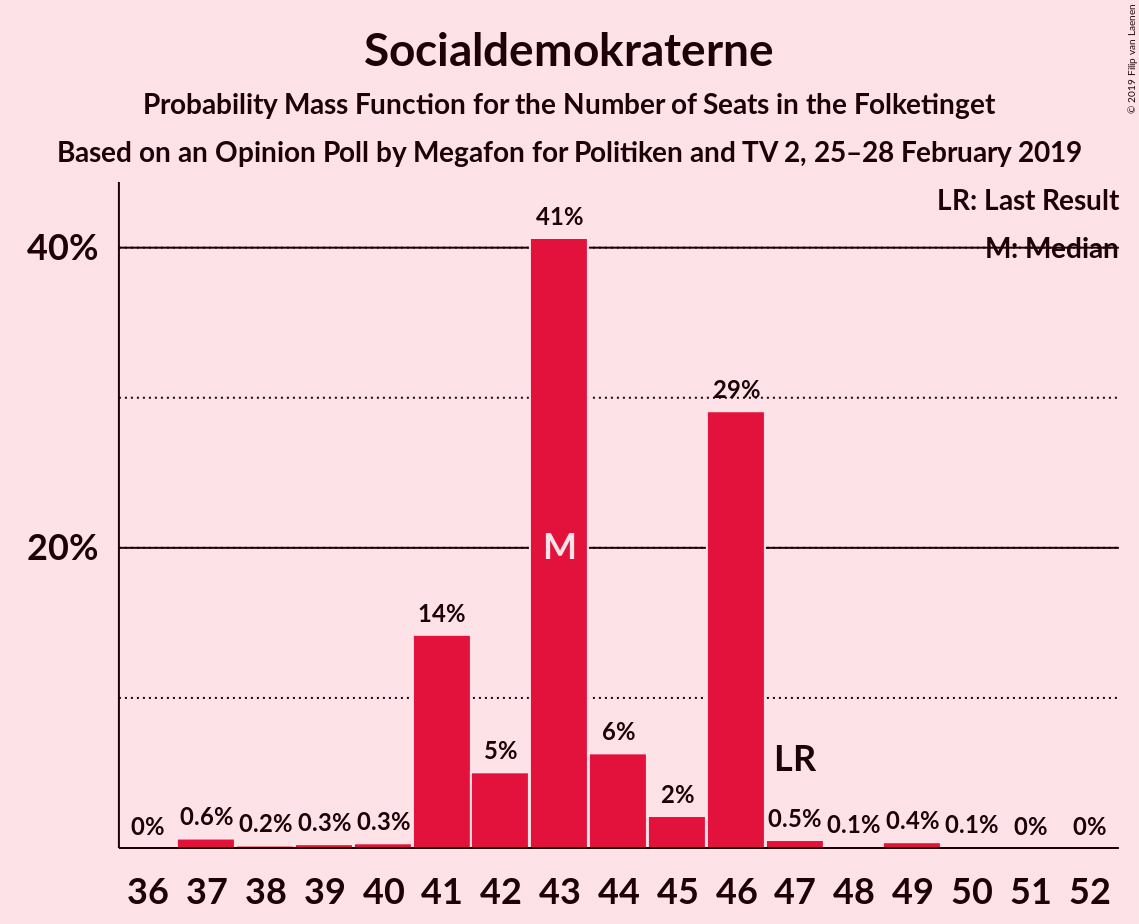 Socialdemokraterne
Probability Mass Function for the Number of Seats in the Folketinget
Based on an Opinion Poll by Megafon for Politiken and TV 2, 25–28 February 2019
© 2019 Filip van Laenen
LR: Last Result
M: Median
40%
20%
0%
0.6%
0.2%
0.3%
0.3%
14%
5%
41%
M
6%
2%
29%
LR
0.5%
0.1%
0.4%
0.1%
0%
0%
36 37 38 39 40 41 42 43 44 45 46 47 48 49 50 51 52